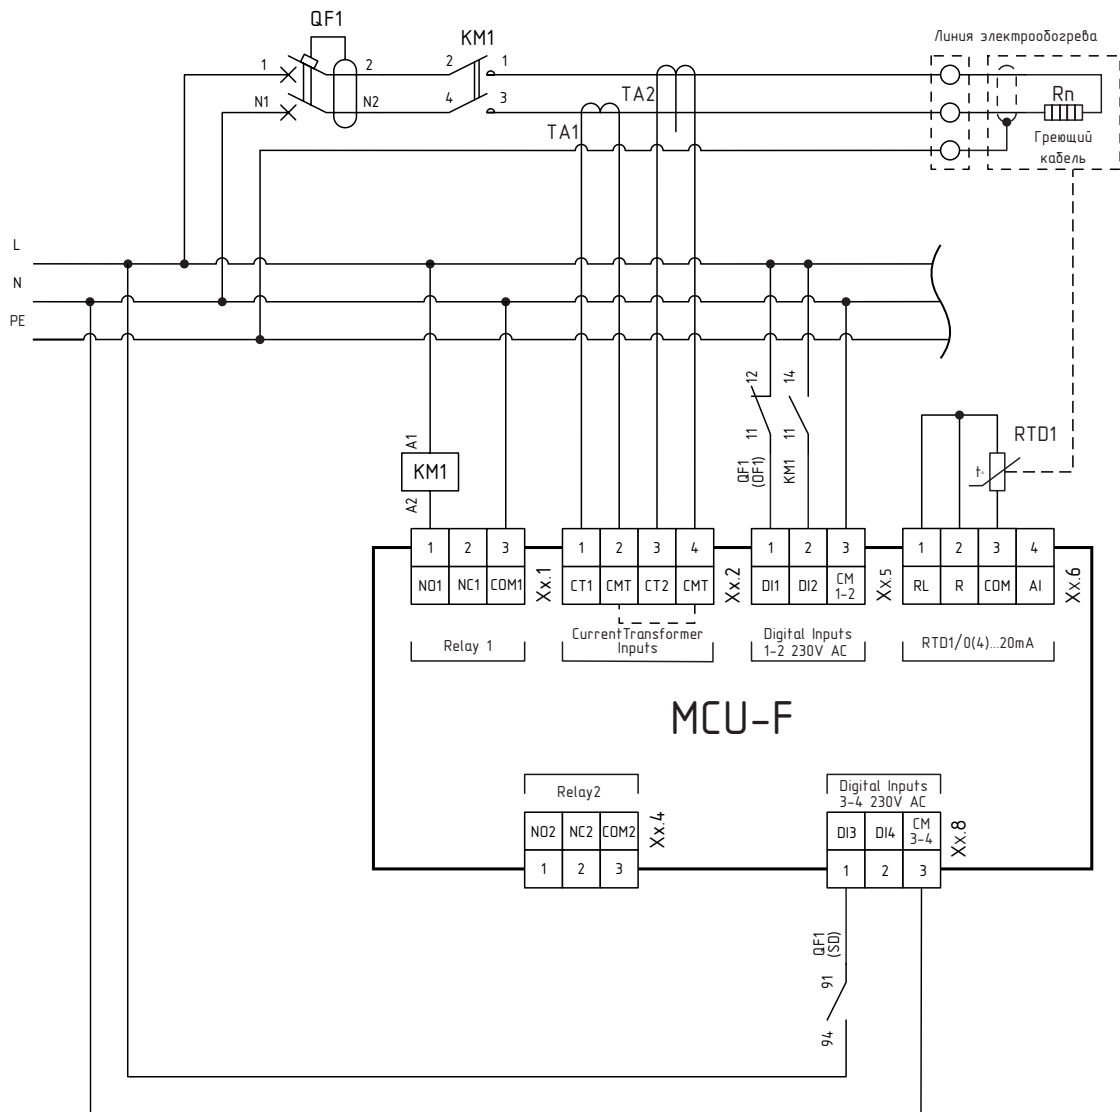 QF1
KM1
Линия электрообогрева
1
2
2
1
N1
N2
4
3
TA2
TA1
Rn
Греющий
кабель
L
N
PE
12
14
11
11
QF1
(OF1)
KM1
A1
KM1
A2
RTD1
t°
1 2 3
NO1 NC1 COM1
Xx.1
Relay 1
1 2 3 4
CT1 CMT CT2 CMT
Xx.2
CurrentTransformer
Inputs
1 2 3
DI1 DI2 CM
1-2
Xx.5
Digital Inputs
1-2 230V AC
1 2 3 4
RL R COM AI
Xx.6
RTD1/0(4)...20mA
MCU-F
Relay2
NO2 NC2 COM2
1 2 3
Xx.4
Digital Inputs
3-4 230V AC
DI3 DI4 CM
3-4
1 2 3
Xx.8
QF1
(SD)
91
94